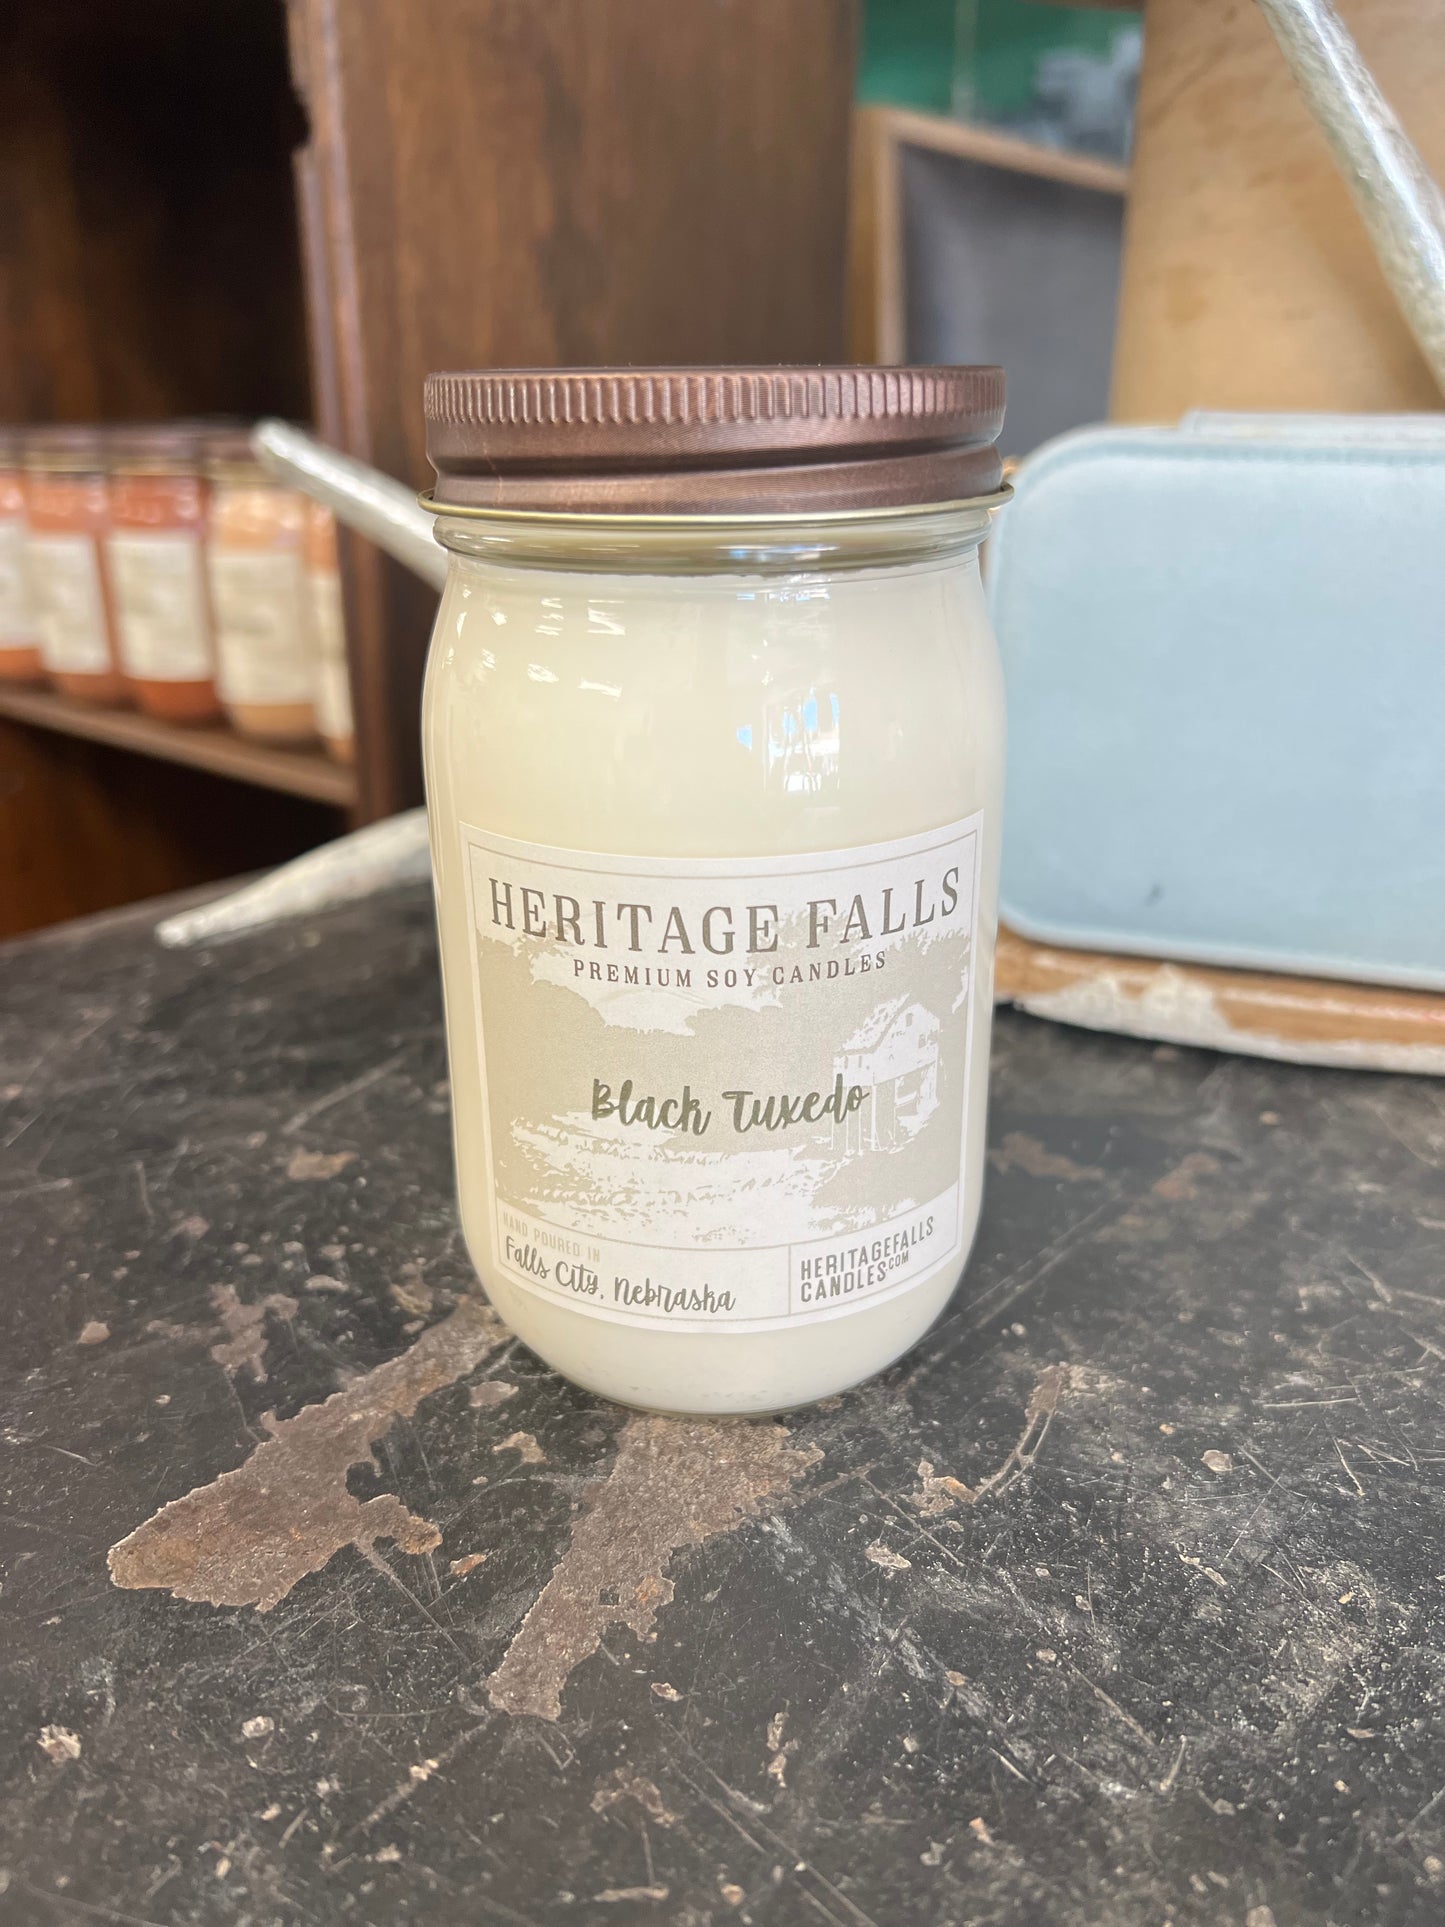 HERITAGE FALLS
PREMIUM SOY CANDLES
Black Tuxedo
HAND POURED IN
Falls City, Nebraska
HERITAGEFALLS
CANDLES.COM